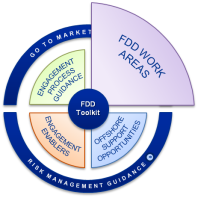 GO TO MARKET
FDD WORK
AREAS
ENGAGEMENT
PROCESS
GUIDANCE
FDD
Toolkit
ENGAGEMENT
ENABLERS
OFFSHORE
SUPPORT
OPPORTUNITIES
RISK MANAGEMENT GUIDANCE